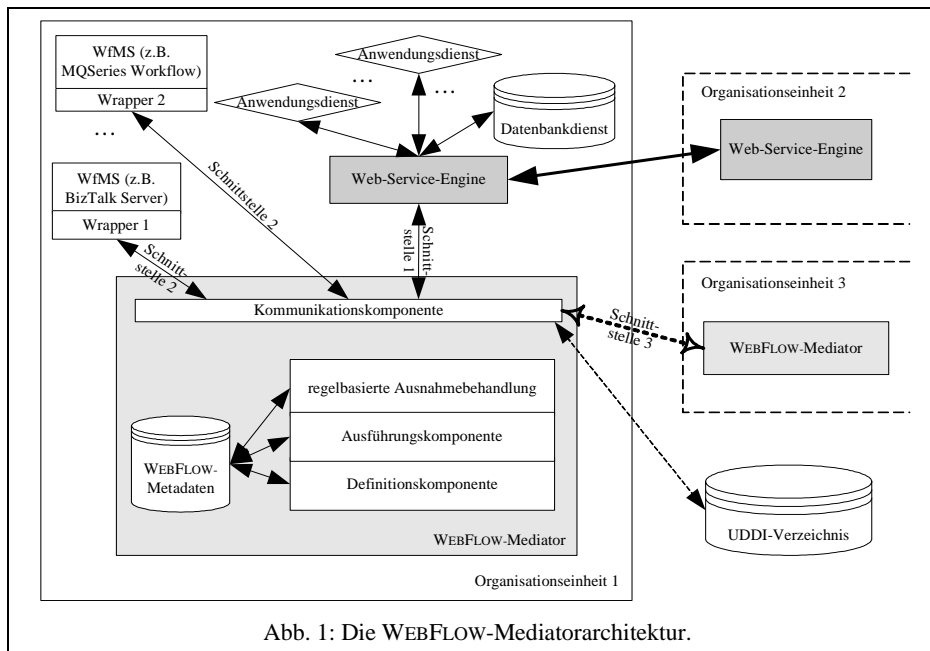 WfMS (z.B.
MQSeries Workflow)
Wrapper 2
…
WfMS (z.B.
BizTalk Server)
Wrapper 1
Anwendungsdienst
…
…
Anwendungsdienst
Datenbankdienst
Web-Service-Engine
Schnittstelle 2
Schnitt-
stelle 2
Schnitt-
stelle 1
Kommunikationskomponente
regelbasierte Ausnahmebehandlung
Ausführungskomponente
Definitionskomponente
WEBFLOW-
Metadaten
WEBFLOW-Mediator
Organisationseinheit 1
Organisationseinheit 2
Web-Service-Engine
Organisationseinheit 3
Schnitt-
stelle 3
WEBFLOW-Mediator
UDDI-Verzeichnis
Abb. 1: Die WEBFLOW-Mediatorarchitektur.